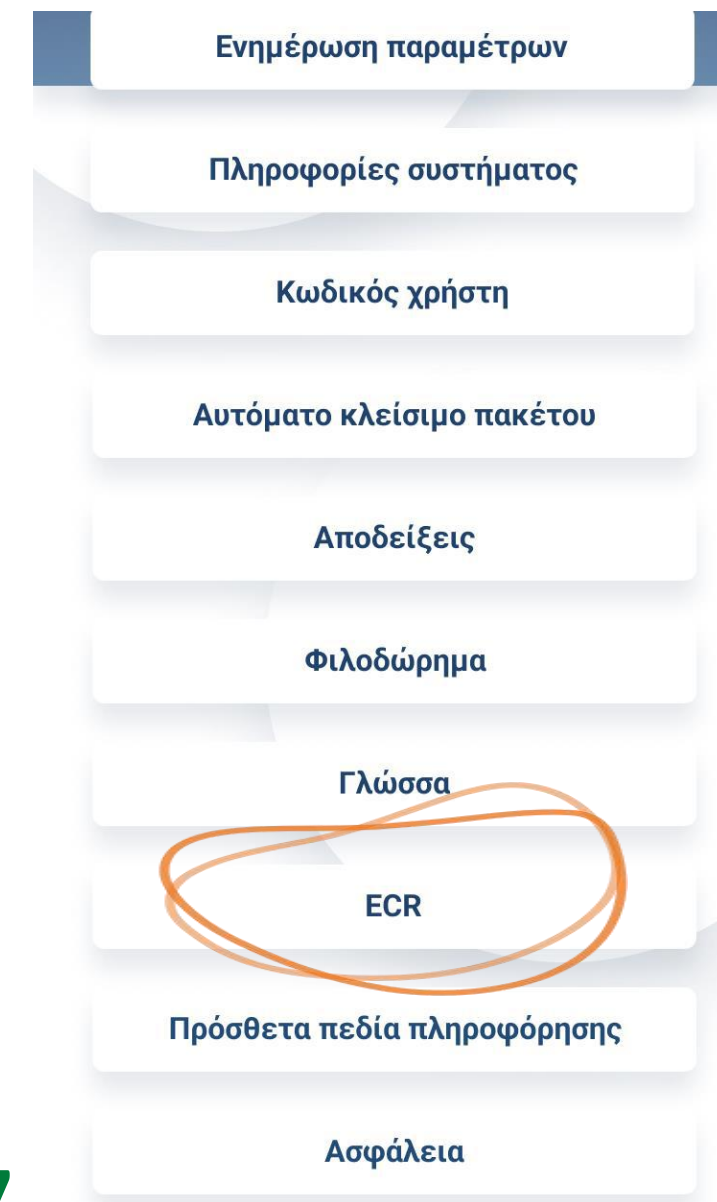 Ενημέρωση παραμέτρων
Πληροφορίες συστήματος
Κωδικός χρήστη
Αυτόματο κλείσιμο πακέτου
Αποδείξεις
Φιλοδώρημα
Γλώσσα
ECR
Πρόσθετα πεδία πληροφόρησης
Ασφάλεια